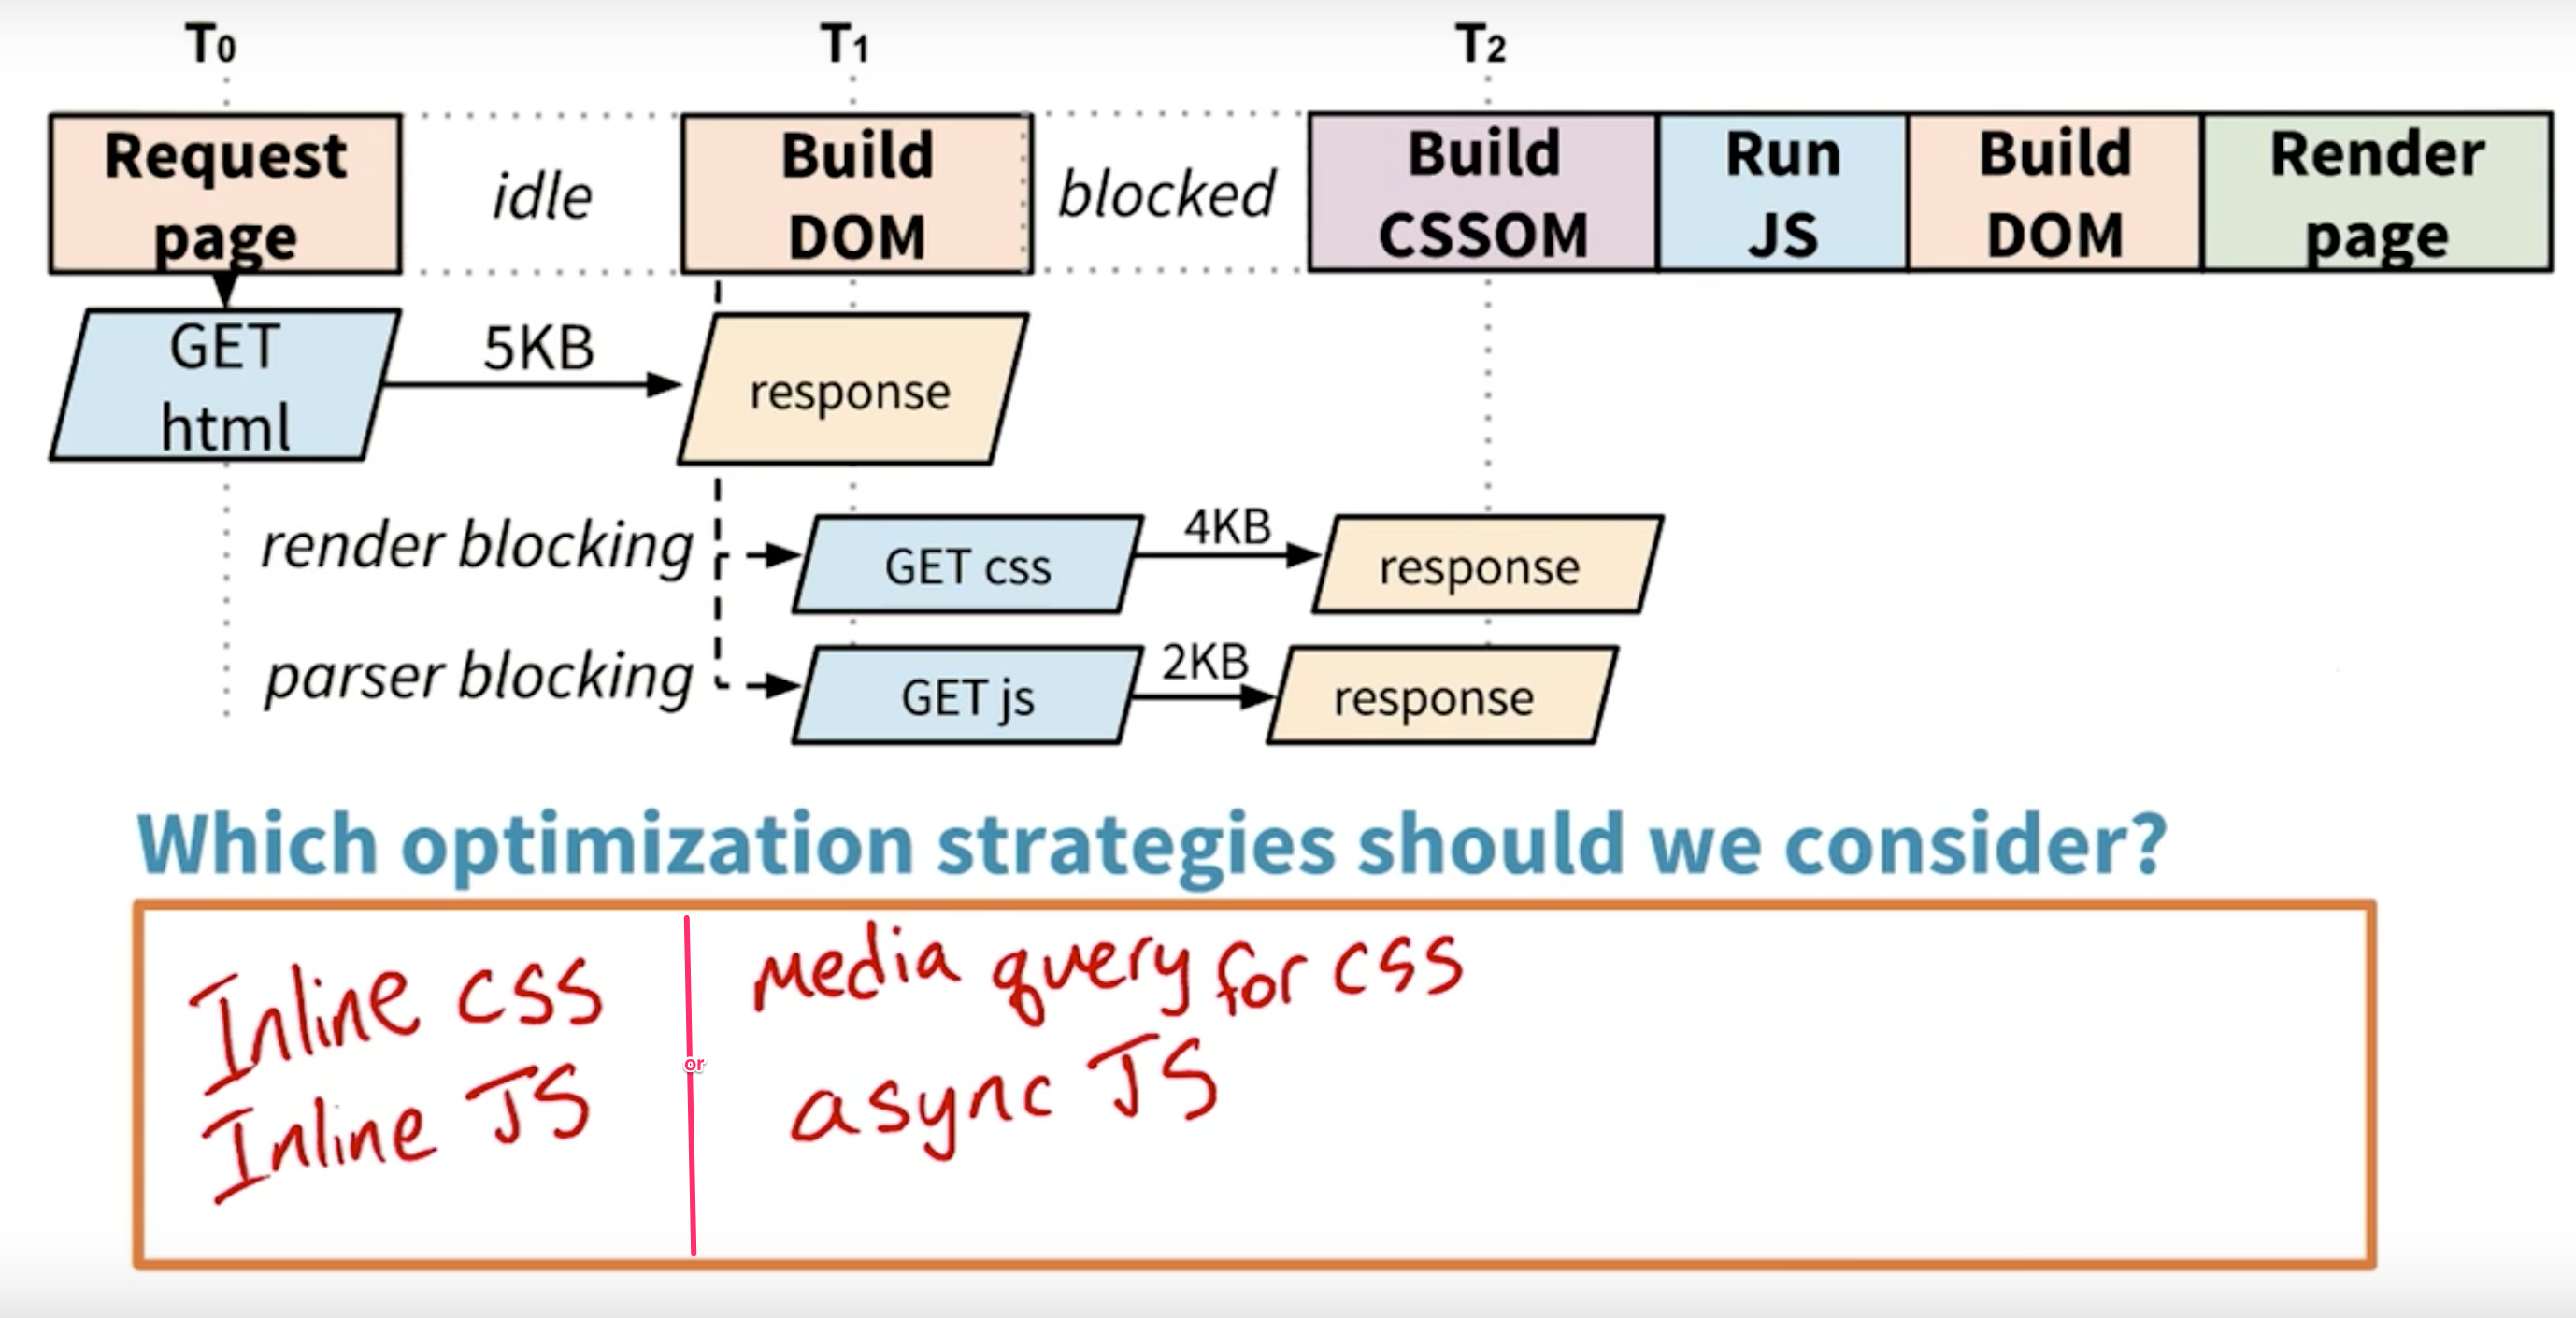 T0 T1 T2
Request page
idle
Build DOM
blocked
Build CSSOM
Run JS
Build DOM
Render page
GET html
5KB
response
render blocking
GET css
4KB
response
parser blocking
GET js
2KB
response
Which optimization strategies should we consider?
Inline CSS
Inline JS
or
Media query for CSS
async JS